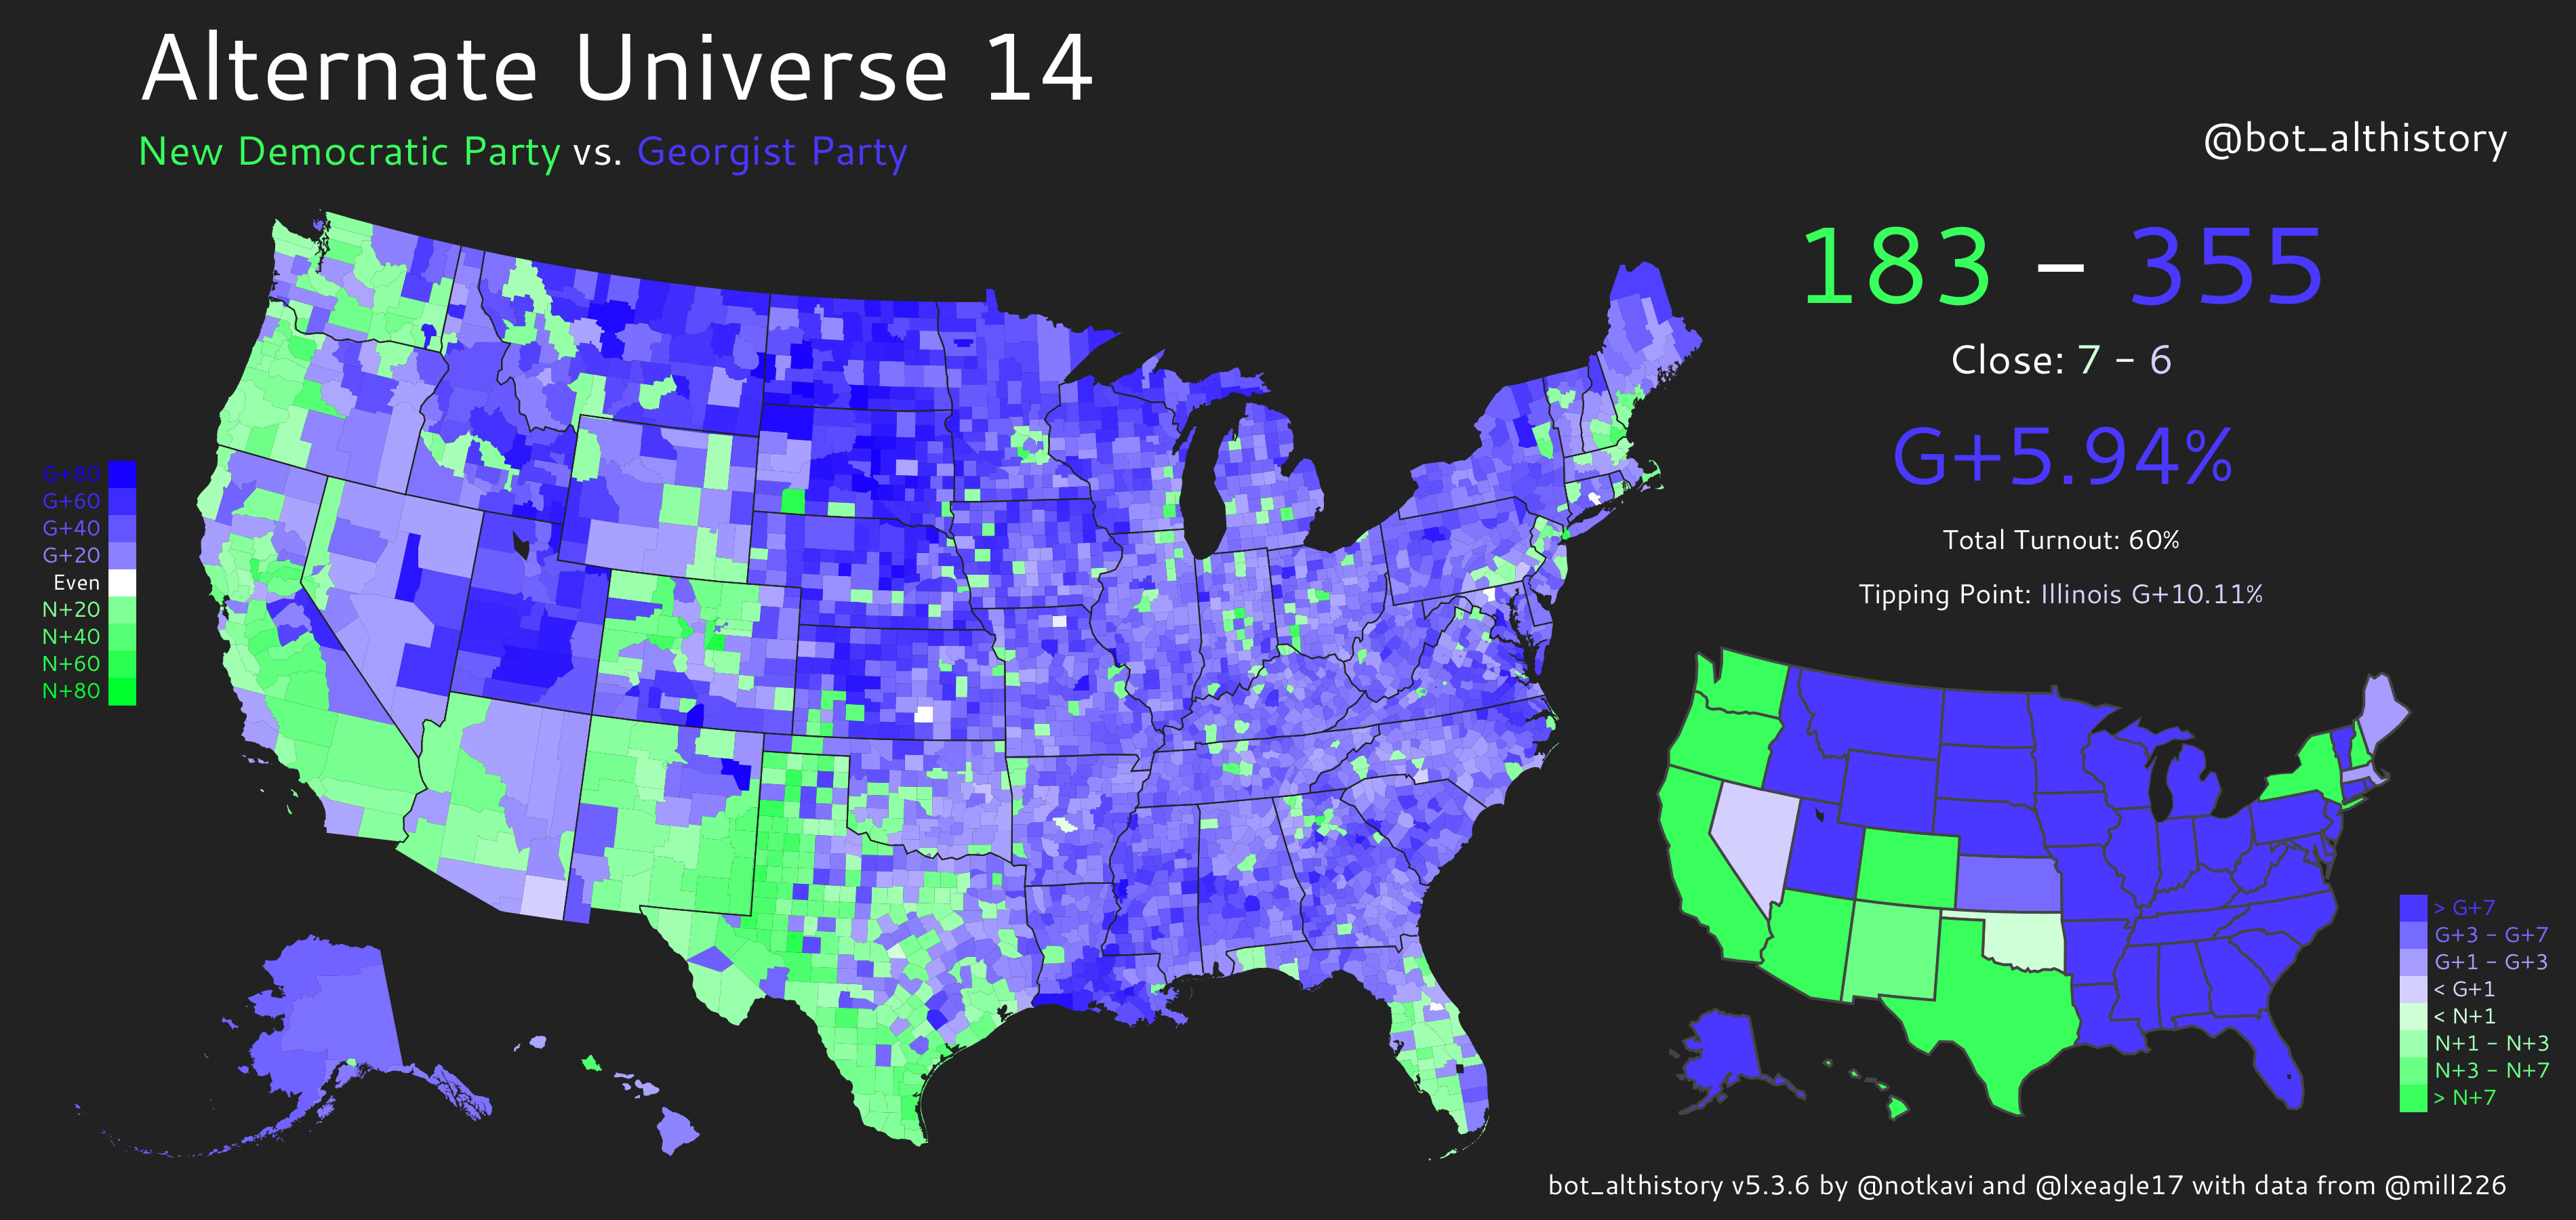 Alternate Universe 14
New Democratic Party vs. Georgist Party
@bot_althistory
183 – 355
Close: 7 – 6
G+5.94%
Total Turnout: 60%
Tipping Point: Illinois G+10.11%
G+80
G+60
G+40
G+20
Even
N+20
N+40
N+60
N+80
> G+7
G+3 – G+7
G+1 – G+3
< G+1
< N+1
N+1 – N+3
N+3 – N+7
> N+7
bot_althistory v5.3.6 by @notkavi and @lxeagle17 with data from @mill226